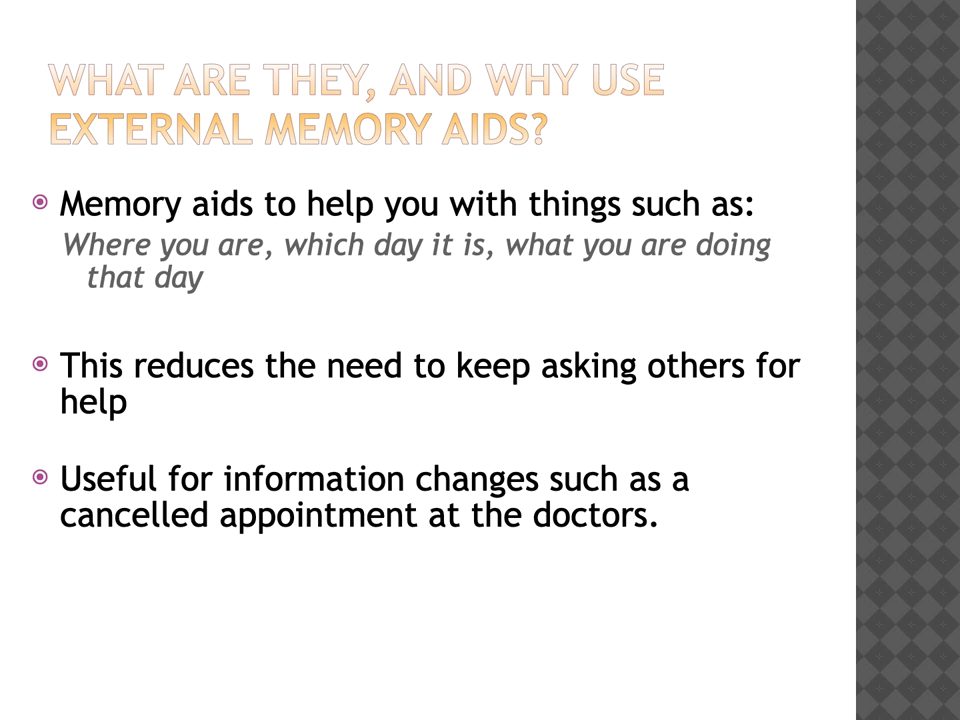 WHAT ARE THEY, AND WHY USE
EXTERNAL MEMORY AIDS?
Memory aids to help you with things such as:
Where you are, which day it is, what you are doing
that day
This reduces the need to keep asking others for
help
Useful for information changes such as a
cancelled appointment at the doctors.